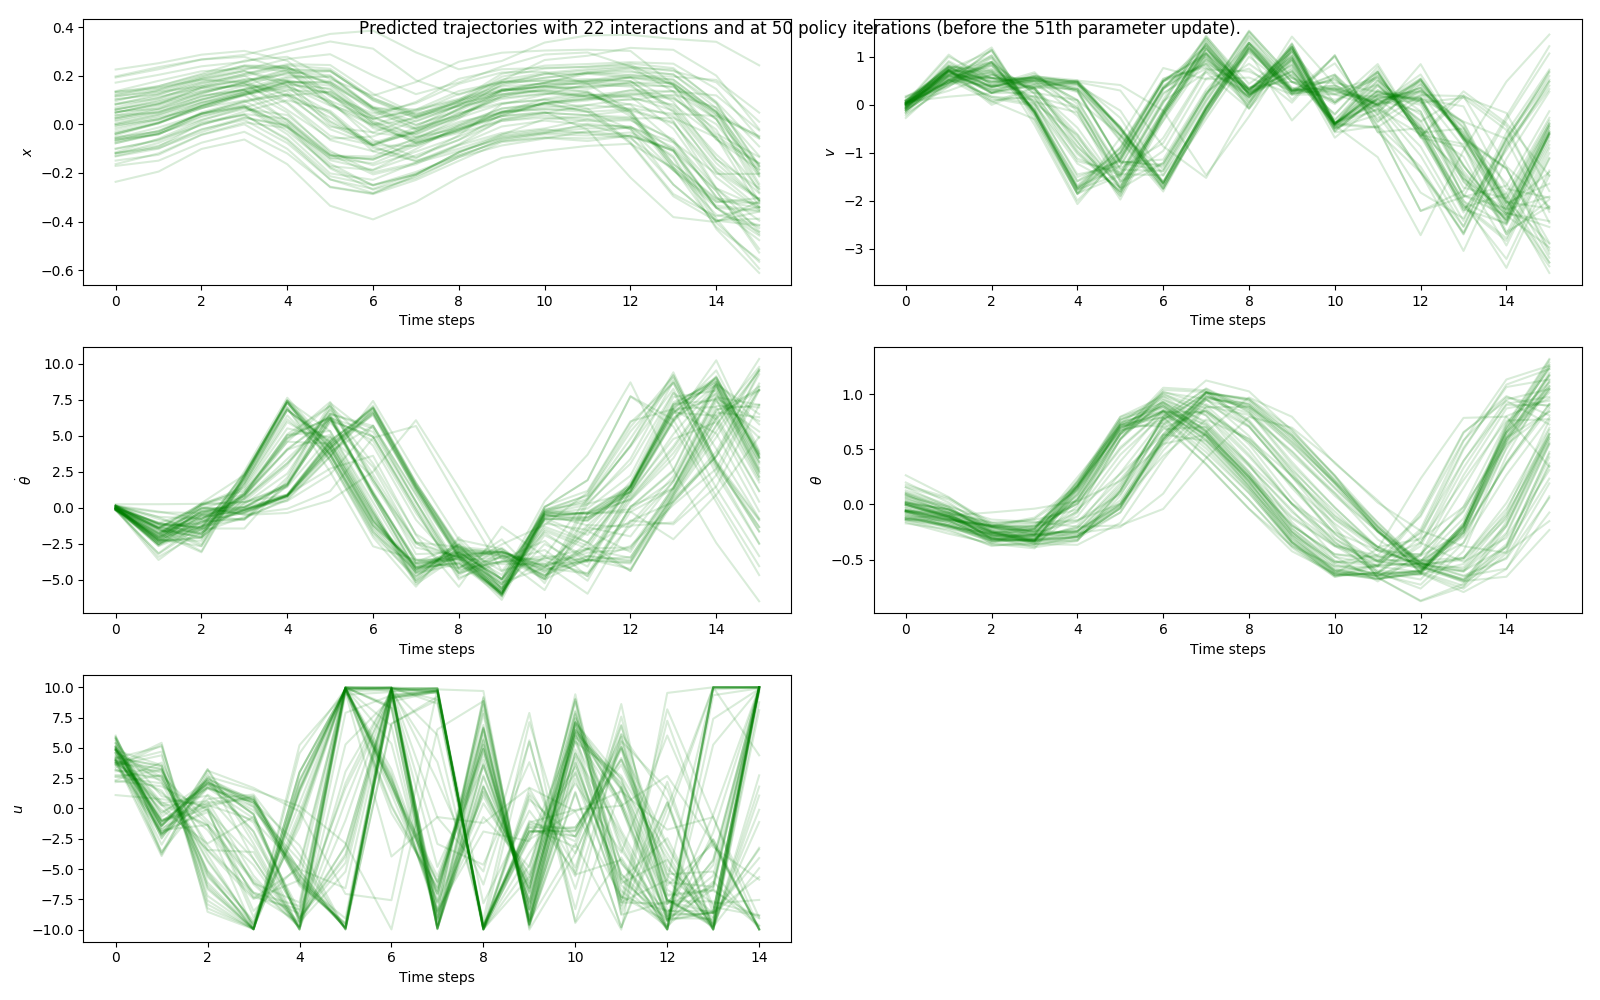 Predicted trajectories with 22 interactions and at 50 policy iterations (before the 51th parameter update).
0.4
0.2
0.0
−0.2
−0.4
−0.6
x
0 2 4 6 8 10 12 14
Time steps
1
0
−1
−2
−3
v
0 2 4 6 8 10 12 14
Time steps
10.0
7.5
5.0
2.5
0.0
−2.5
−5.0
θ̇
0 2 4 6 8 10 12 14
Time steps
1.0
0.5
0.0
−0.5
θ
0 2 4 6 8 10 12 14
Time steps
10.0
7.5
5.0
2.5
0.0
−2.5
−5.0
−7.5
−10.0
u
0 2 4 6 8 10 12 14
Time steps